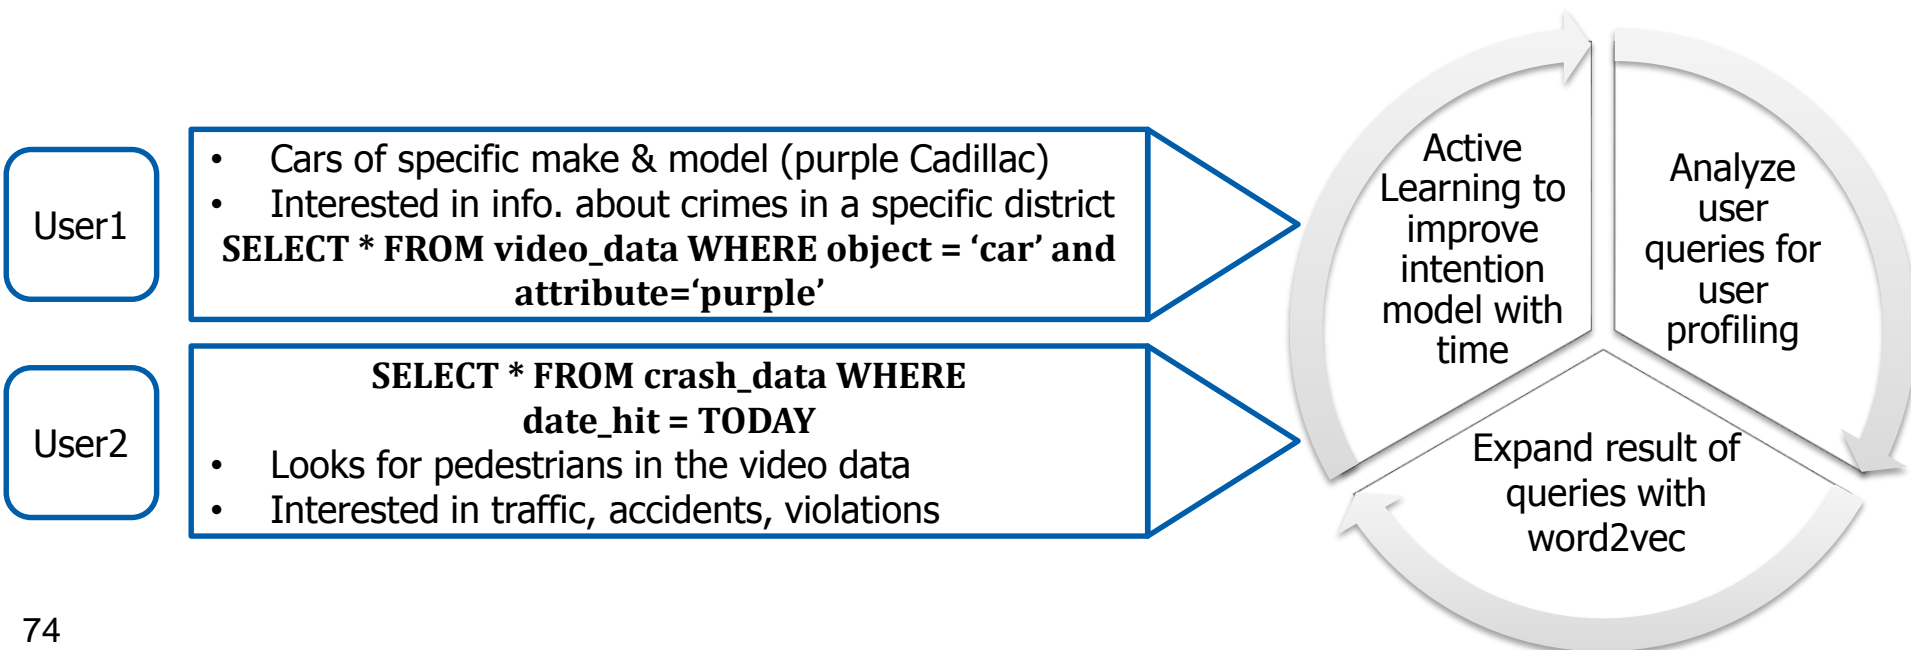 User1
• Cars of specific make & model (purple Cadillac)
• Interested in info. about crimes in a specific district
SELECT * FROM video_data WHERE object = ‘car’ and
attribute=‘purple’
User2
SELECT * FROM crash_data WHERE
date_hit = TODAY
• Looks for pedestrians in the video data
• Interested in traffic, accidents, violations
Active
Learning to
improve
intention
model with
time
Analyze
user
queries for
user
profiling
Expand result of
queries with
word2vec
74